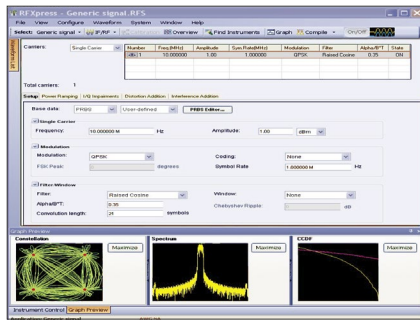 RFXpress - Generic signal.RFS
File View Configure Waveform System Window Help
Select: Generic signal IF/RF Overview Find Instruments Graph Compile On/Off
Carriers: Single Carrier
Number Freq.(MHz) Amplitude Sym.Rate(MHz) Modulation Filter Alpha/B*T State
1 10.000000 1.00 1.000000 QPSK Raised Cosine 0.35 ON
Total carriers: 1
Setup Power Ramping I/Q Impairments Distortion Addition Interference Addition
Base data: PRBS User-defined PRBS Editor...
Single Carrier
Frequency: 10.000000 M Hz Amplitude: 1.00 dBm
Modulation
Modulation: QPSK Coding: None
FSK Peak: degrees Symbol Rate 1.000000 M Hz
Filter/Window
Filter: Raised Cosine Window: None
Alpha/B*T: 0.35 Chebyshev Ripple: dB
Convolution length: 24 symbols
Graph Preview
Constellation Maximize Spectrum Maximize CCDF Maximize
Instrument Control Graph Preview